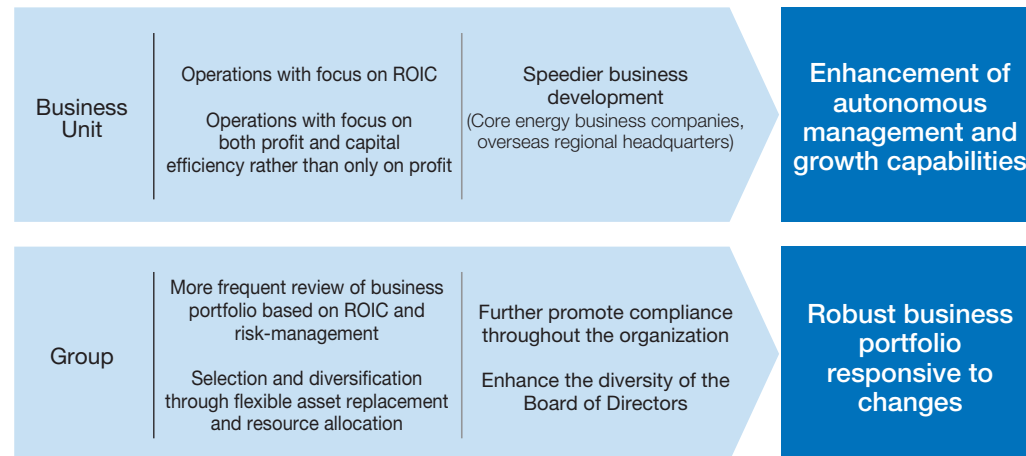 Business
Unit
Operations with focus on ROIC
Operations with focus on
both profit and capital
efficiency rather than only on profit
Speedier business
development
(Core energy business companies,
overseas regional headquarters)
Enhancement of
autonomous
management and
growth capabilities
Group
More frequent review of business
portfolio based on ROIC and
risk-management
Selection and diversification
through flexible asset replacement
and resource allocation
Further promote compliance
throughout the organization
Enhance the diversity of the
Board of Directors
Robust business
portfolio
responsive to
changes